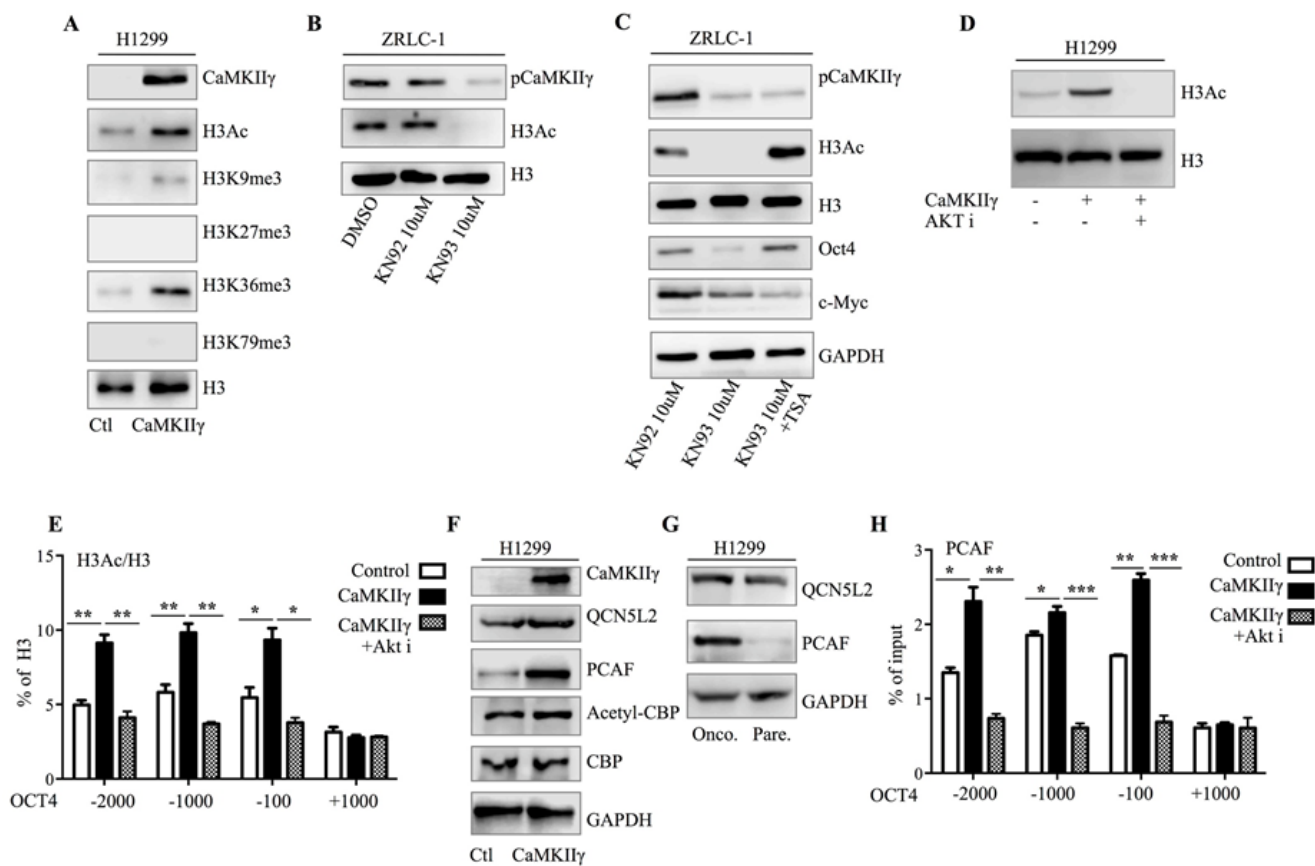 A
H1299
CaMKIIγ
H3Ac
H3K9me3
H3K27me3
H3K36me3
H3K79me3
H3
Ctl CaMKIIγ
B
ZRLC-1
pCaMKIIγ
H3Ac
H3
DMSO
KN92 10uM
KN93 10uM
C
ZRLC-1
pCaMKIIγ
H3Ac
H3
Oct4
c-Myc
GAPDH
KN92 10uM
KN93 10uM
KN93 10uM
+TSA
D
H1299
H3Ac
H3
CaMKIIγ - + +
AKT i - - +
E
H3Ac/H3
Control
CaMKIIγ
CaMKIIγ
+Akt i
% of H3
15
10
5
0
** ** ** ** * *
OCT4 -2000 -1000 -100 +1000
F
H1299
CaMKIIγ
QCN5L2
PCAF
Acetyl-CBP
CBP
GAPDH
Ctl CaMKIIγ
G
H1299
QCN5L2
PCAF
GAPDH
Onco. Pare.
H
PCAF
Control
CaMKIIγ
CaMKIIγ
+Akt i
% of input
3
2
1
0
* ** * *** ** ***
OCT4 -2000 -1000 -100 +1000